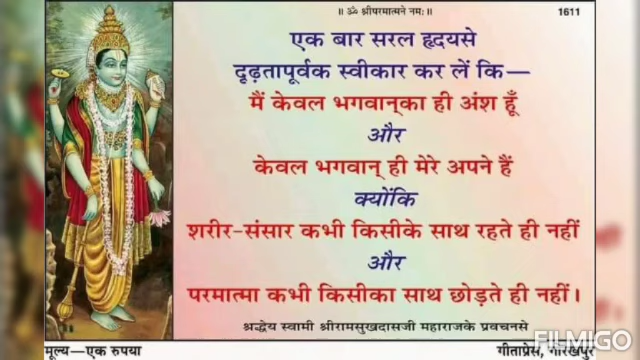 ॥ ॐ श्रीपरमात्मने नमः॥ 1611
एक बार सरल हृदयसे
दृढ़तापूर्वक स्वीकार कर लें कि—
मैं केवल भगवान्‌का ही अंश हूँ
और
केवल भगवान् ही मेरे अपने हैं
क्योंकि
शरीर-संसार कभी किसीके साथ रहते ही नहीं
और
परमात्मा कभी किसीका साथ छोड़ते ही नहीं।
श्रद्धेय स्वामी श्रीरामसुखदासजी महाराजके प्रवचनसे
मूल्य—एक रुपया
गीताप्रेस, गोरखपुर
FILMIGO